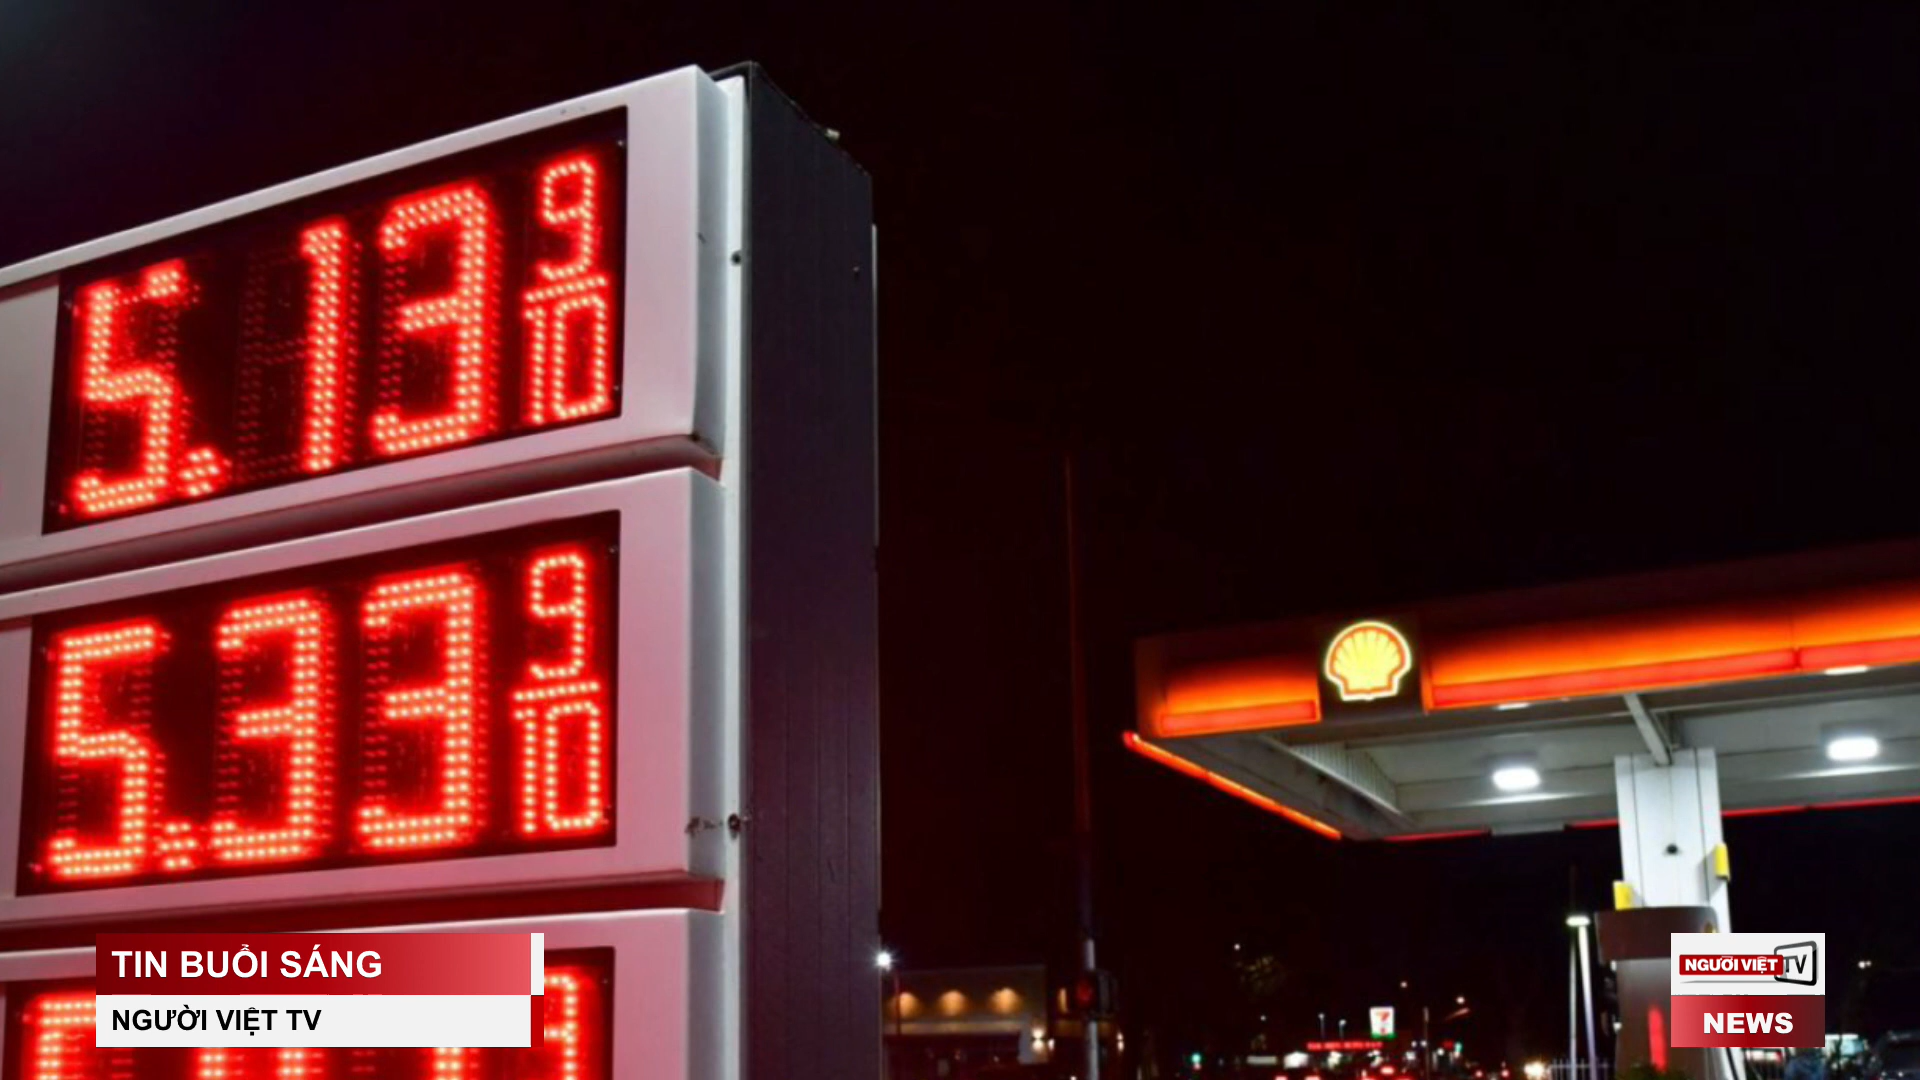 5.13 9/10
5.33 9/10
TIN BUỔI SÁNG
NGƯỜI VIỆT TV
NGƯỜI VIỆT TV
NEWS